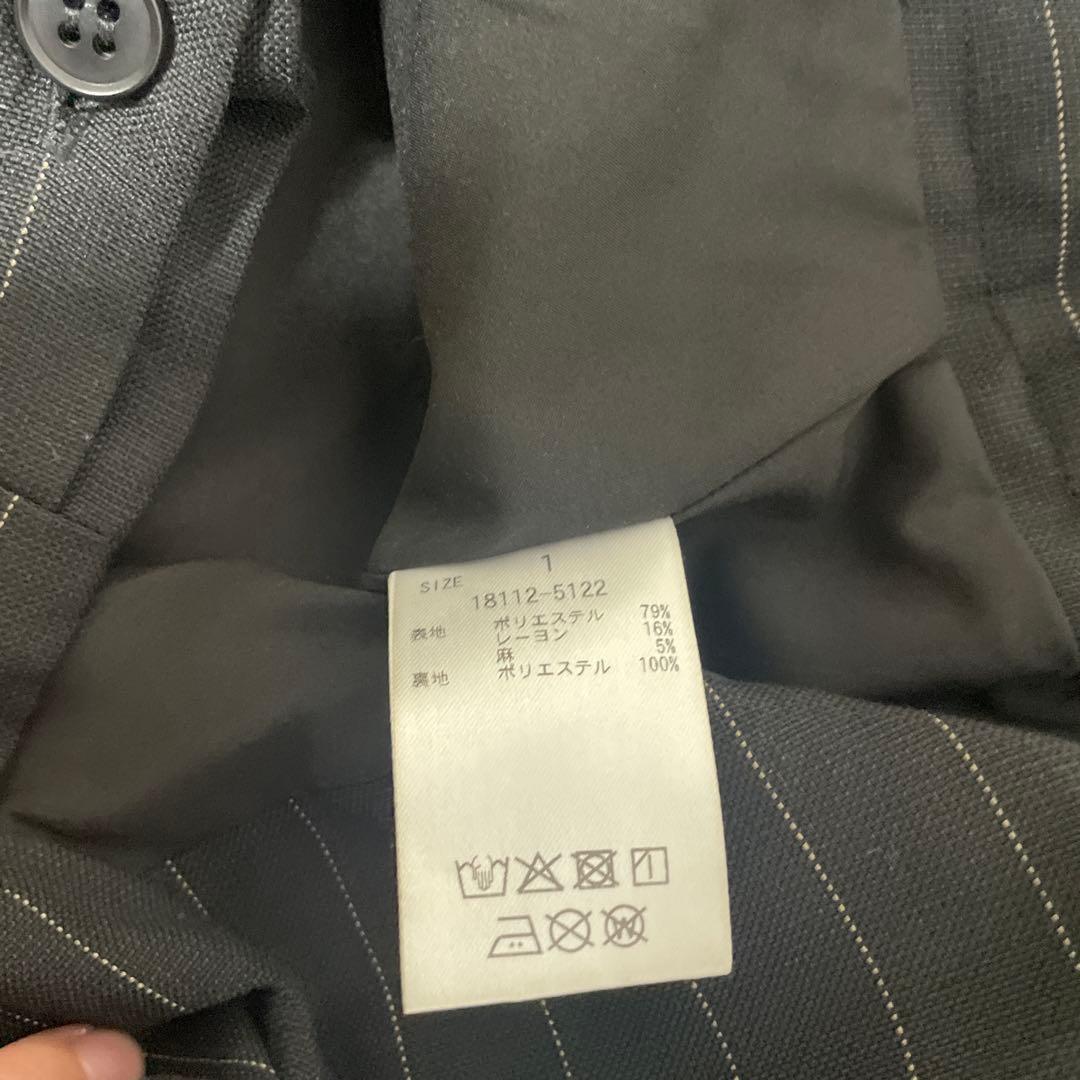 SIZE 1
18112-5122
表地 ポリエステル 79%
レーヨン 16%
麻 5%
裏地 ポリエステル 100%
W